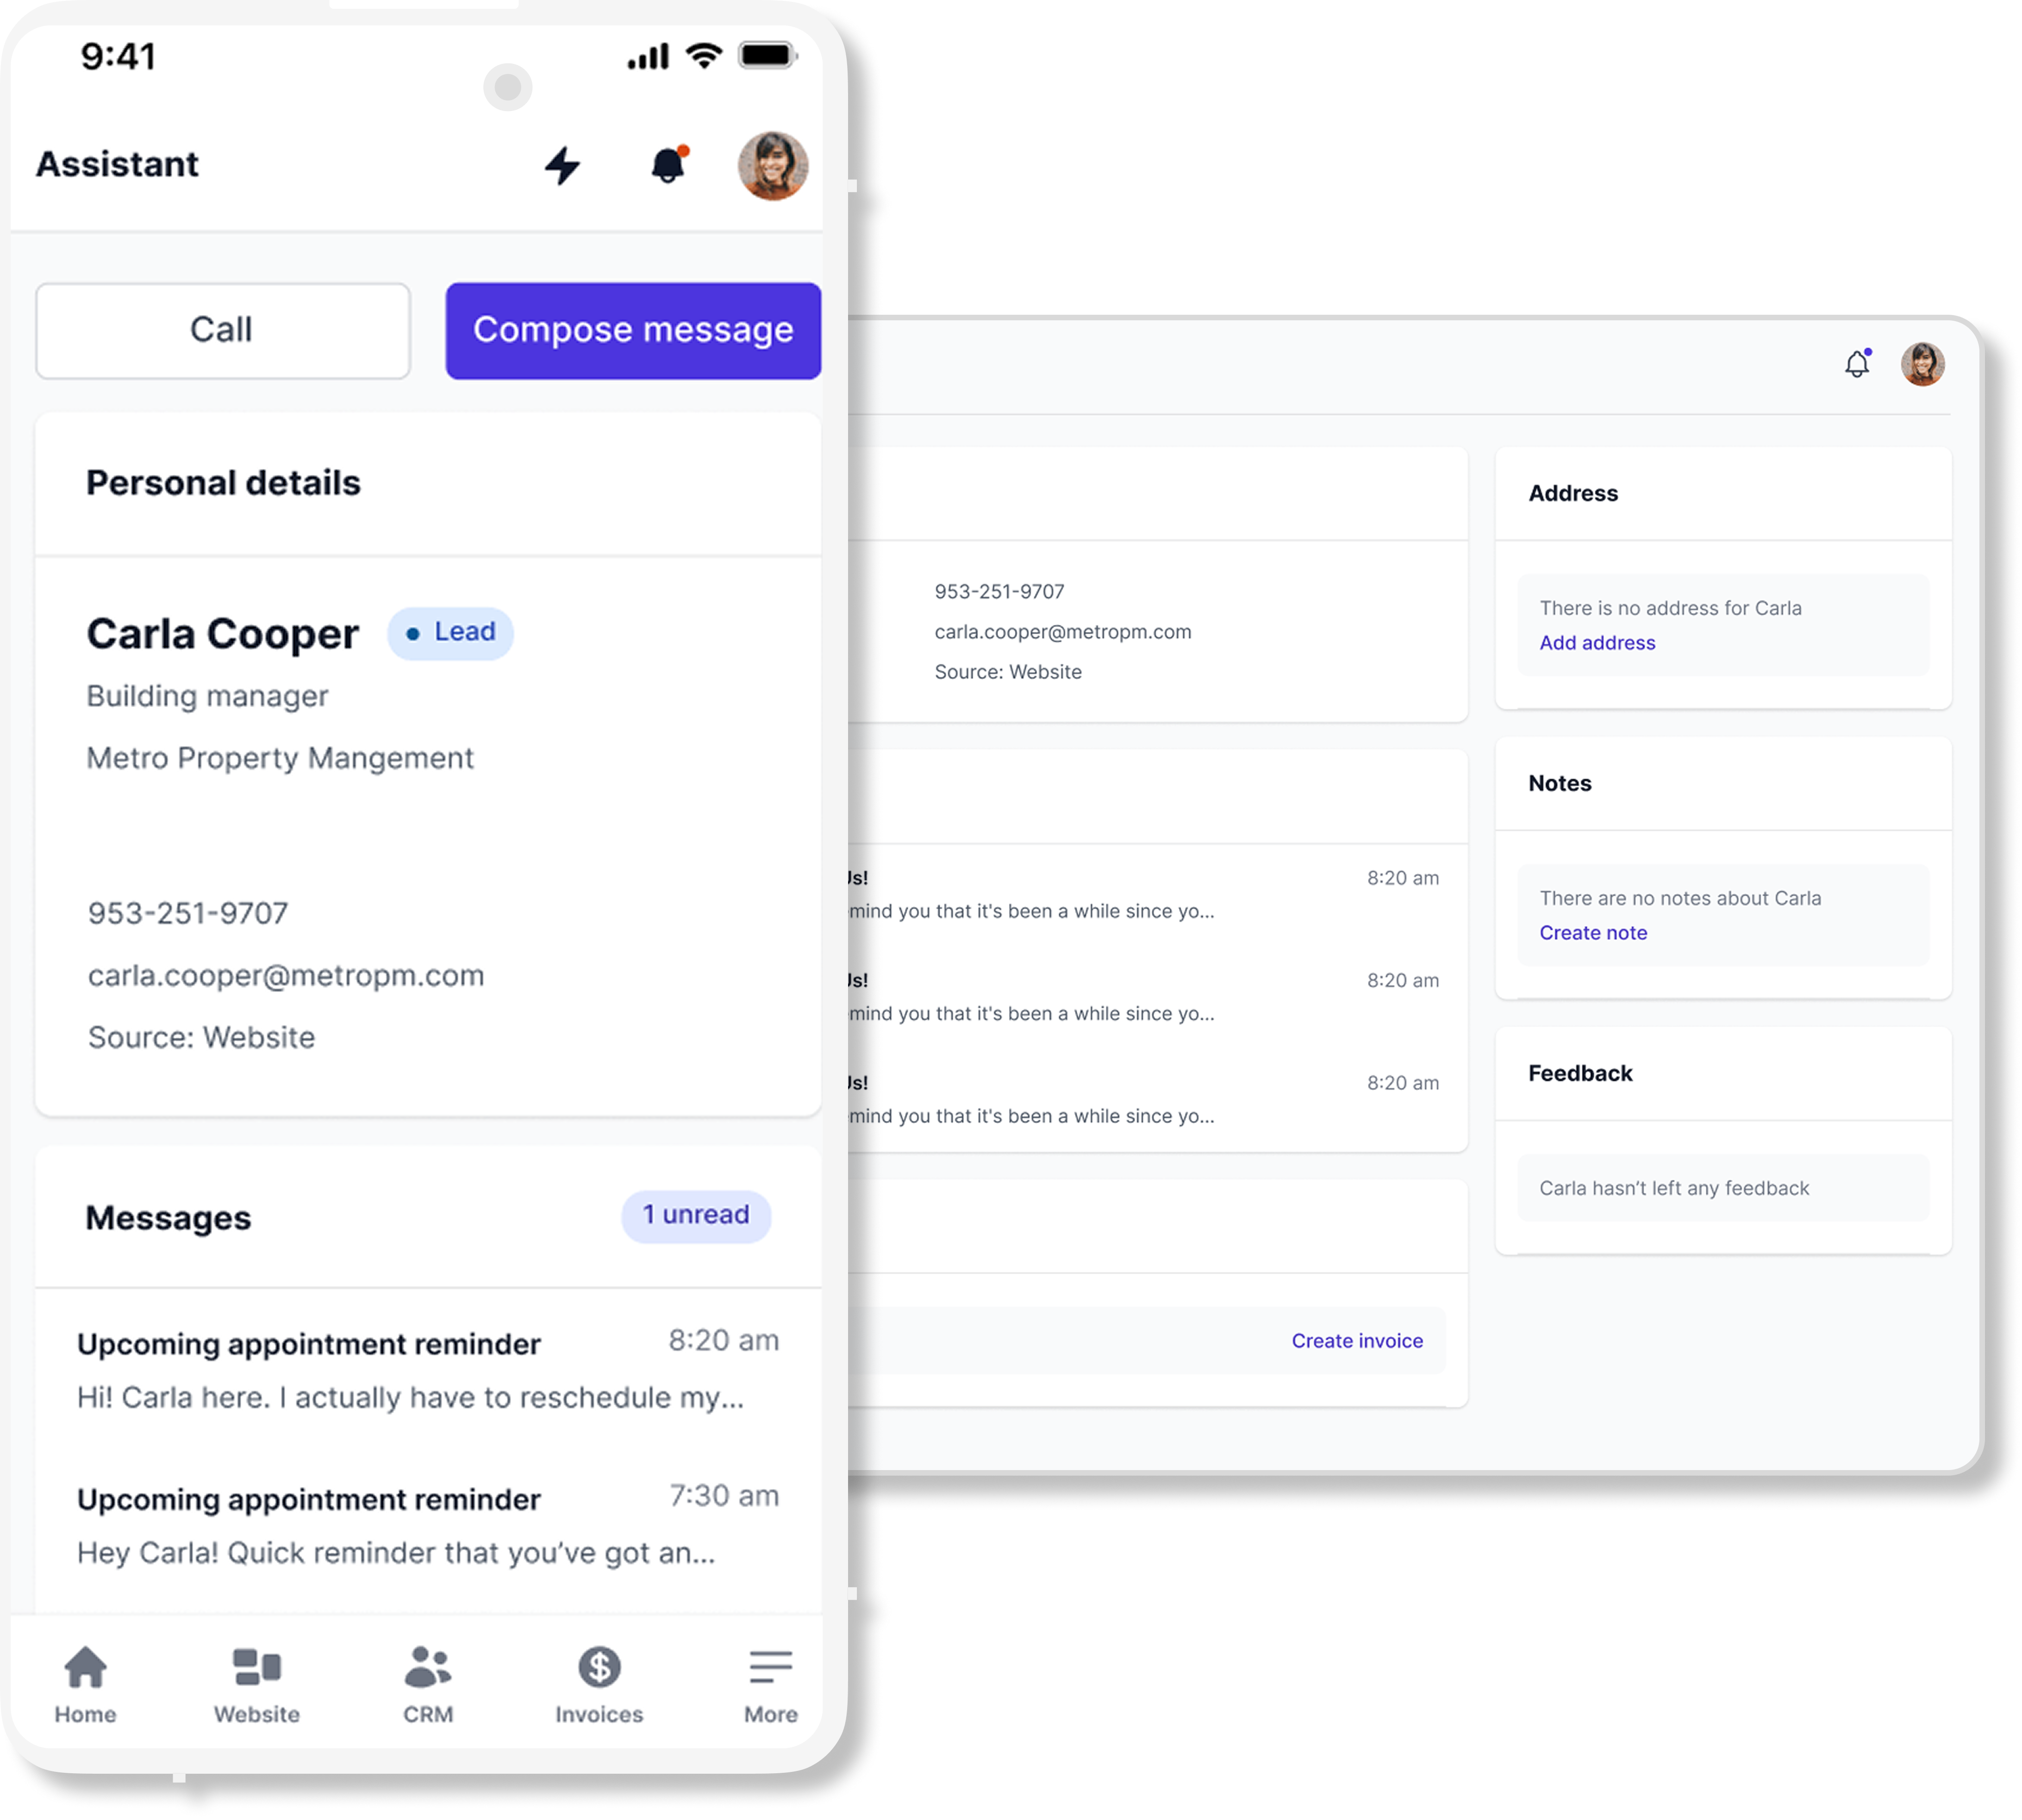 9:41
Assistant
Call
Compose message
Personal details
Carla Cooper
Lead
Building manager
Metro Property Mangement
953-251-9707
carla.cooper@metropm.com
Source: Website
Messages
1 unread
Upcoming appointment reminder
8:20 am
Hi! Carla here. I actually have to reschedule my...
Upcoming appointment reminder
7:30 am
Hey Carla! Quick reminder that you’ve got an...
Home
Website
CRM
Invoices
More
953-251-9707
carla.cooper@metropm.com
Source: Website
Us!
8:20 am
mind you that it's been a while since yo...
Us!
8:20 am
mind you that it's been a while since yo...
Us!
8:20 am
mind you that it's been a while since yo...
Create invoice
Address
There is no address for Carla
Add address
Notes
There are no notes about Carla
Create note
Feedback
Carla hasn’t left any feedback